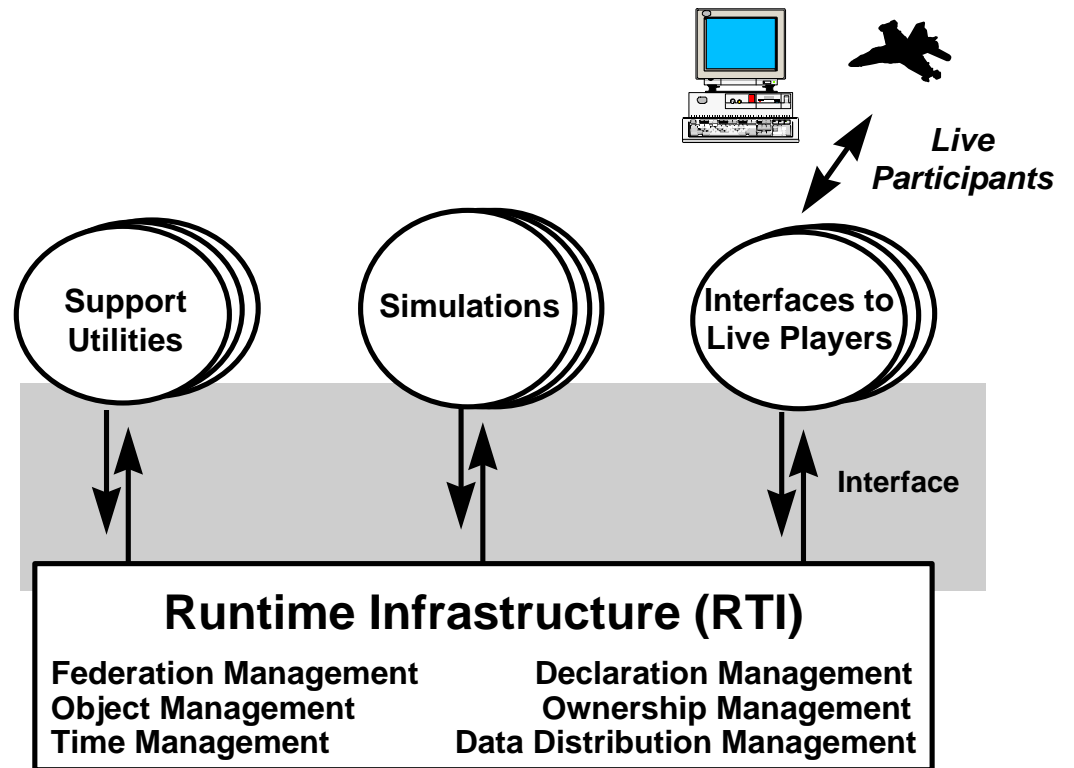 Live
Participants
Support
Utilities
Simulations
Interfaces to
Live Players
Interface
Runtime Infrastructure (RTI)
Federation Management
Declaration Management
Object Management
Ownership Management
Time Management
Data Distribution Management